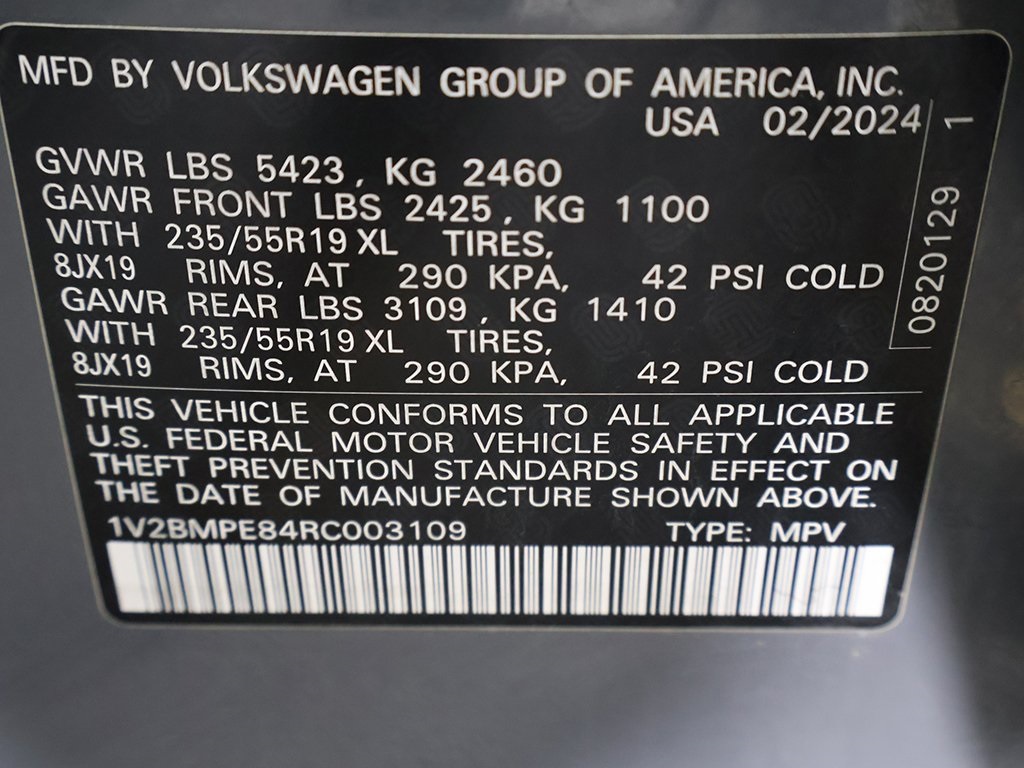 MFD BY VOLKSWAGEN GROUP OF AMERICA, INC.
USA 02/2024
GVWR LBS 5423, KG 2460
GAWR FRONT LBS 2425, KG 1100
WITH 235/55R19 XL TIRES,
8JX19 RIMS, AT 290 KPA, 42 PSI COLD
GAWR REAR LBS 3109, KG 1410
WITH 235/55R19 XL TIRES,
8JX19 RIMS, AT 290 KPA, 42 PSI COLD
THIS VEHICLE CONFORMS TO ALL APPLICABLE
U.S. FEDERAL MOTOR VEHICLE SAFETY AND
THEFT PREVENTION STANDARDS IN EFFECT ON
THE DATE OF MANUFACTURE SHOWN ABOVE.
1V2BMPE84RC003109 TYPE: MPV
0820129 1